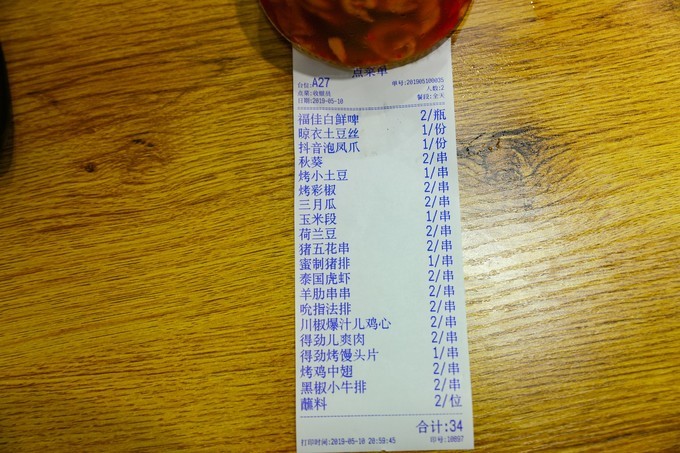 点菜单
台位:A27 单号:201905100035
点菜:收银员 人数:2
日期:2019-05-10 餐段:全天
福佳白鲜啤 2/瓶
晾衣土豆丝 1/份
抖音泡凤爪 1/份
秋葵 2/串
烤小土豆 1/串
烤彩椒 2/串
三月瓜 2/串
玉米段 1/串
荷兰豆 2/串
猪五花串 2/串
蜜制猪排 1/串
泰国虎虾 2/串
羊肋串串 2/串
吮指法排 2/串
川椒爆汁儿鸡心 2/串
得劲儿爽肉 2/串
得劲烤馒头片 1/串
烤鸡中翅 2/串
黑椒小牛排 2/串
蘸料 2/位
合计:34
打印时间:2019-05-10 20:59:45 印号:10897